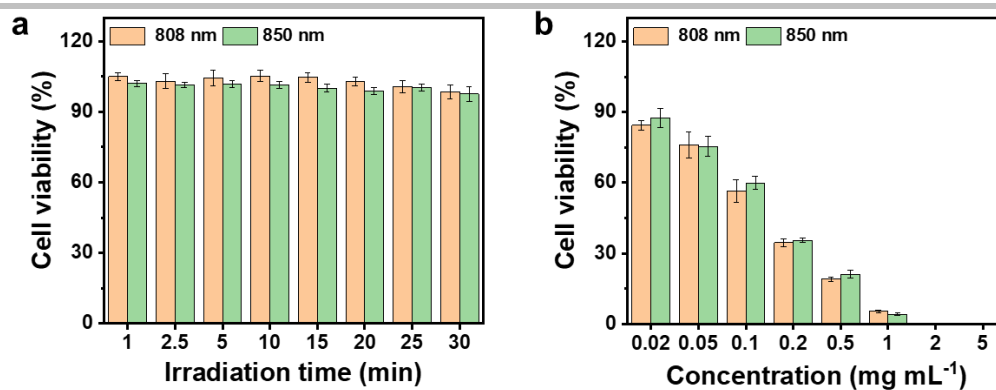 a
808 nm 850 nm
Cell viability (%)
120
90
60
30
0
1 2.5 5 10 15 20 25 30
Irradiation time (min)
b
808 nm 850 nm
Cell viability (%)
120
90
60
30
0
0.02 0.05 0.1 0.2 0.5 1 2 5
Concentration (mg mL⁻¹)